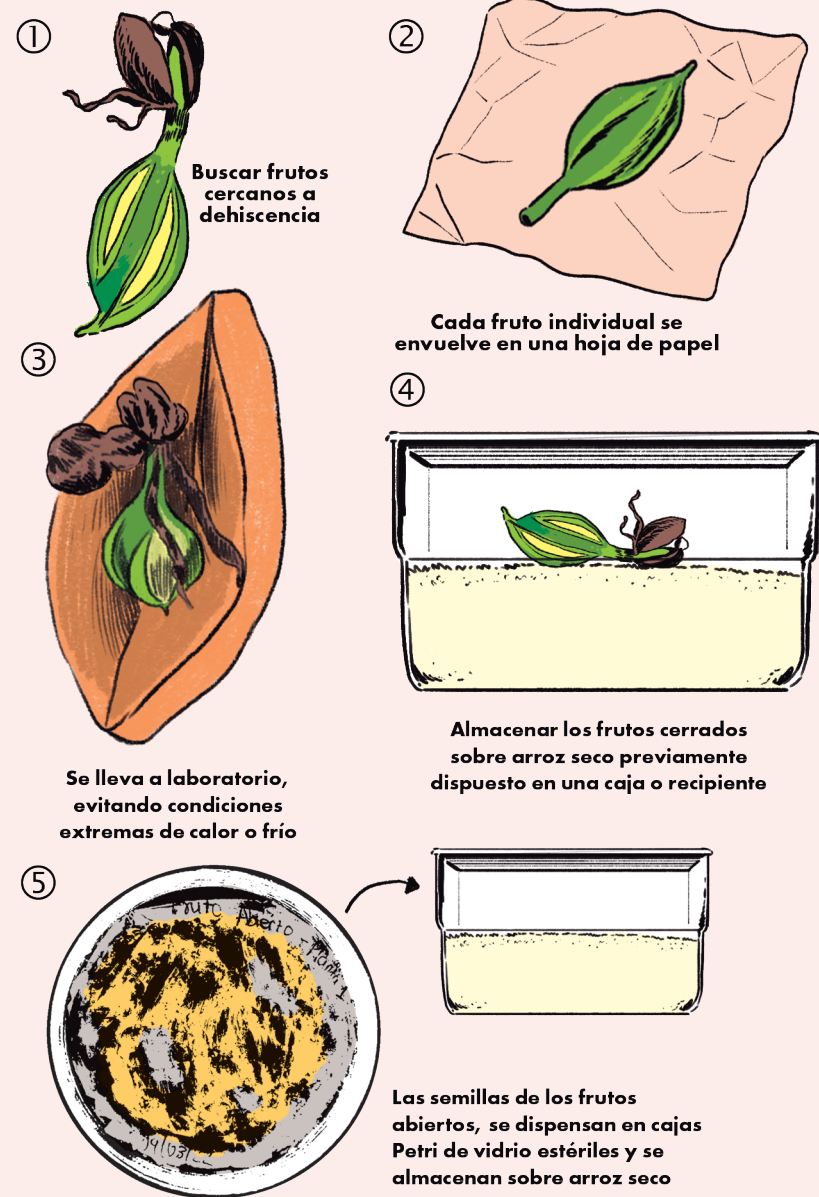 1
Buscar frutos
cercanos a
dehiscencia
2
Cada fruto individual se
envuelve en una hoja de papel
3
Se lleva a laboratorio,
evitando condiciones
extremas de calor o frío
4
Almacenar los frutos cerrados
sobre arroz seco previamente
dispuesto en una caja o recipiente
5
Fruto Abierto -
Las semillas de los frutos
abiertos, se dispensan en cajas
Petri de vidrio estériles y se
almacenan sobre arroz seco